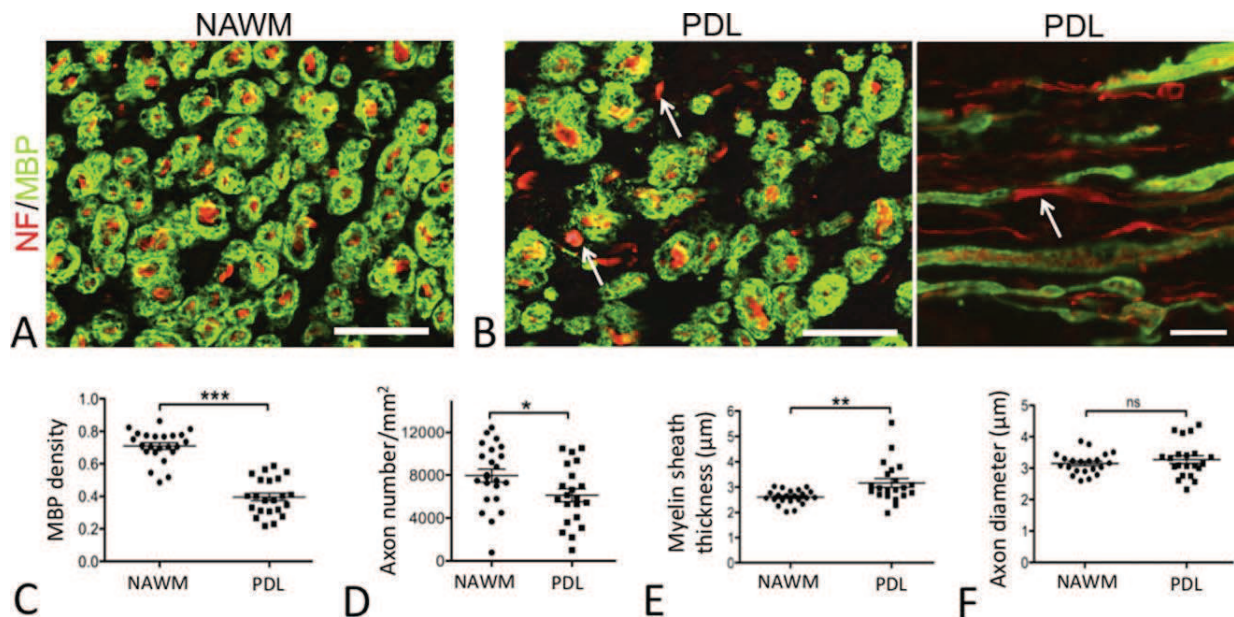 NAWM
PDL
PDL
NF/MBP
A
B
***
MBP density
1.0
0.8
0.6
0.4
0.2
0.0
NAWM
PDL
C
*
Axon number/mm²
12000
8000
4000
0
NAWM
PDL
D
**
Myelin sheath
thickness (μm)
6
5
4
3
2
1
0
NAWM
PDL
E
ns
Axon diameter (μm)
5
4
3
2
1
0
NAWM
PDL
F